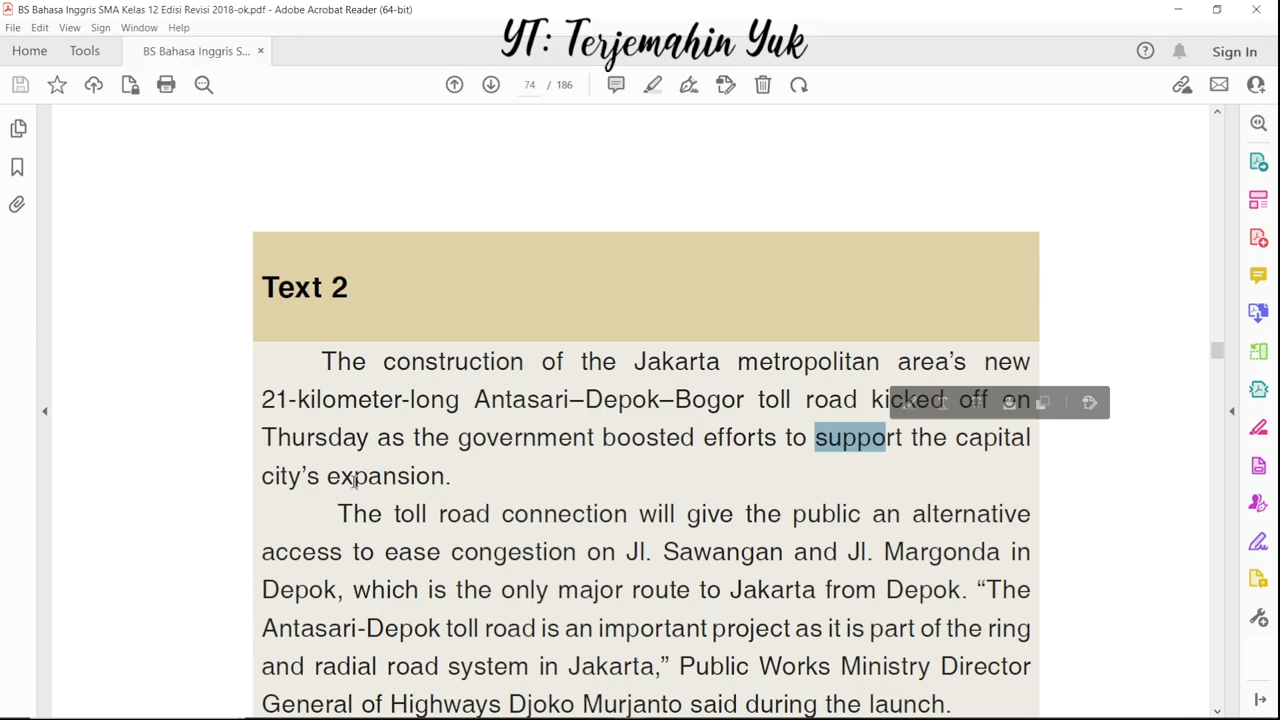 BS Bahasa Inggris SMA Kelas 12 Edisi Revisi 2018-ok.pdf - Adobe Acrobat Reader (64-bit)
File Edit View Sign Window Help
YT: Terjemahin Yuk
Home Tools BS Bahasa Inggris S... × Sign In
74 / 186
Text 2
The construction of the Jakarta metropolitan area's new
21-kilometer-long Antasari–Depok–Bogor toll road kicked off on
Thursday as the government boosted efforts to support the capital
city's expansion.
The toll road connection will give the public an alternative
access to ease congestion on Jl. Sawangan and Jl. Margonda in
Depok, which is the only major route to Jakarta from Depok. “The
Antasari-Depok toll road is an important project as it is part of the ring
and radial road system in Jakarta,” Public Works Ministry Director
General of Highways Djoko Murjanto said during the launch.